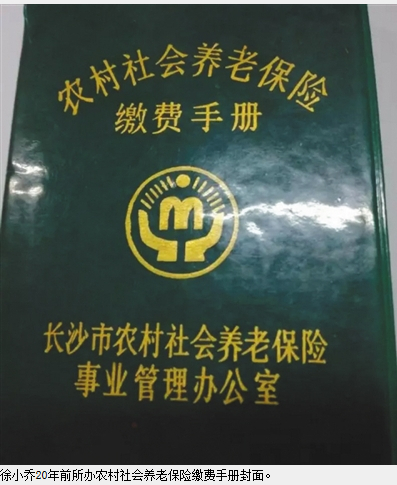 农村社会养老保险
缴费手册
长沙市农村社会养老保险
事业管理办公室
徐小乔20年前所办农村社会养老保险缴费手册封面。